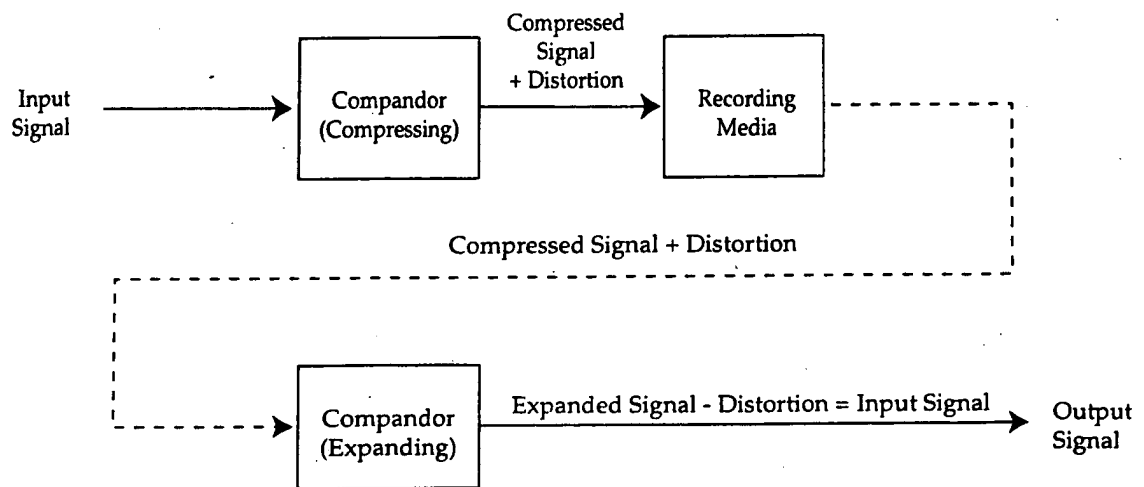 Compressed
Signal
+ Distortion
Input
Signal
Compandor
(Compressing)
Recording
Media
Compressed Signal + Distortion
Compandor
(Expanding)
Expanded Signal - Distortion = Input Signal
Output
Signal